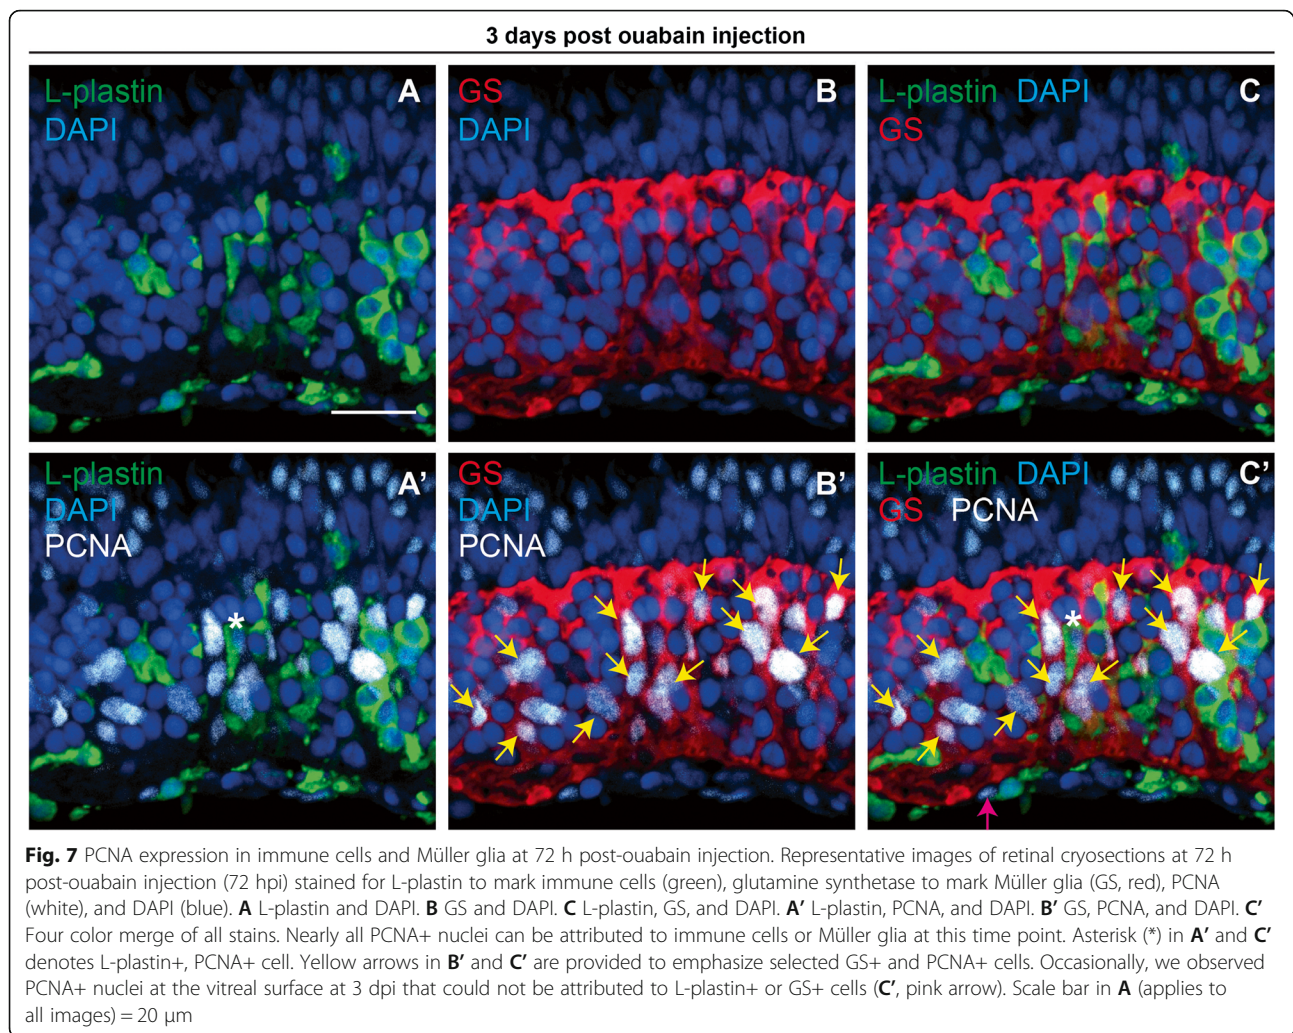 3 days post ouabain injection
L-plastin A
DAPI
GS B
DAPI
L-plastin DAPI C
GS
L-plastin A’
DAPI *
PCNA
GS B’
DAPI
PCNA
L-plastin DAPI C’
GS PCNA
*
Fig. 7 PCNA expression in immune cells and Müller glia at 72 h post-ouabain injection. Representative images of retinal cryosections at 72 h
post-ouabain injection (72 hpi) stained for L-plastin to mark immune cells (green), glutamine synthetase to mark Müller glia (GS, red), PCNA
(white), and DAPI (blue). A L-plastin and DAPI. B GS and DAPI. C L-plastin, GS, and DAPI. A’ L-plastin, PCNA, and DAPI. B’ GS, PCNA, and DAPI. C’
Four color merge of all stains. Nearly all PCNA+ nuclei can be attributed to immune cells or Müller glia at this time point. Asterisk (*) in A’ and C’
denotes L-plastin+, PCNA+ cell. Yellow arrows in B’ and C’ are provided to emphasize selected GS+ and PCNA+ cells. Occasionally, we observed
PCNA+ nuclei at the vitreal surface at 3 dpi that could not be attributed to L-plastin+ or GS+ cells (C’, pink arrow). Scale bar in A (applies to
all images) = 20 μm